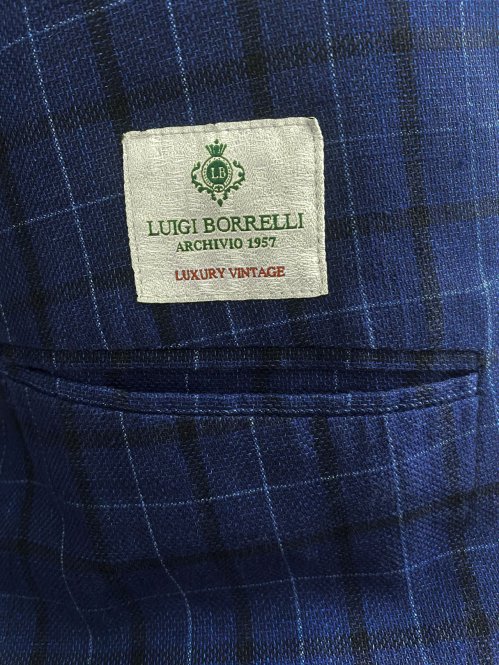 LB
LUIGI BORRELLI
ARCHIVIO 1957
LUXURY VINTAGE